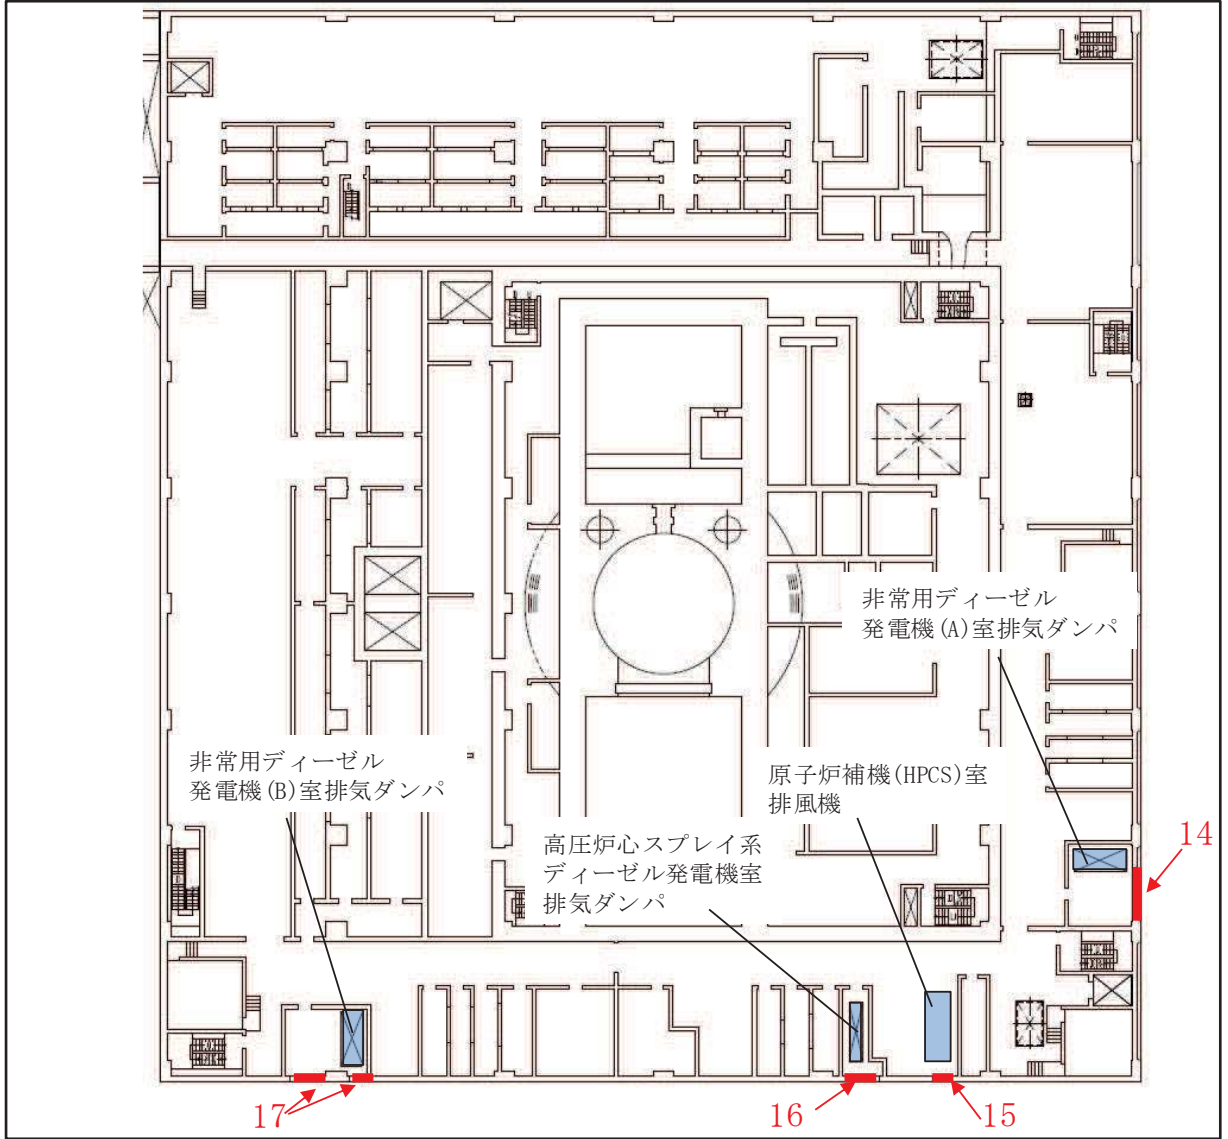 非常用ディーゼル
発電機(A)室排気ダンパ
非常用ディーゼル
発電機(B)室排気ダンパ
原子炉補機(HPCS)室
排風機
高圧炉心スプレイ系
ディーゼル発電機室
排気ダンパ
14
17
16
15